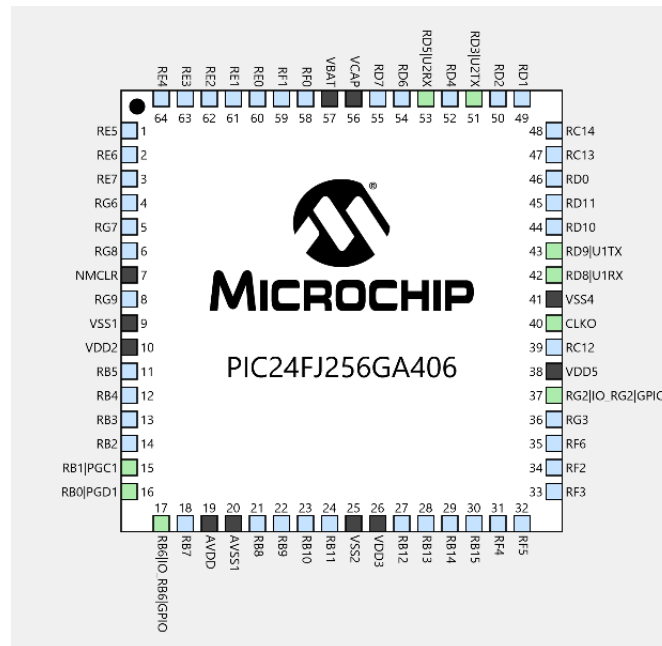 RE4
RE3
RE2
RE1
RE0
RF1
RF0
VBAT
VCAP
RD7
RD6
RD5|U2RX
RD4
RD3|U2TX
RD2
RD1
64 63 62 61 60 59 58 57 56 55 54 53 52 51 50 49
RE5 1
RE6 2
RE7 3
RG6 4
RG7 5
RG8 6
NMCLR 7
RG9 8
VSS1 9
VDD2 10
RB5 11
RB4 12
RB3 13
RB2 14
RB1|PGC1 15
RB0|PGD1 16
®
MICROCHIP
PIC24FJ256GA406
48 RC14
47 RC13
46 RD0
45 RD11
44 RD10
43 RD9|U1TX
42 RD8|U1RX
41 VSS4
40 CLKO
39 RC12
38 VDD5
37 RG2|IO_RG2|GPIO
36 RG3
35 RF6
34 RF2
33 RF3
17 18 19 20 21 22 23 24 25 26 27 28 29 30 31 32
RB6|IO_RB6|GPIO
RB7
AVDD
AVSS1
RB8
RB9
RB10
RB11
VSS2
VDD3
RB12
RB13
RB14
RB15
RF4
RF5